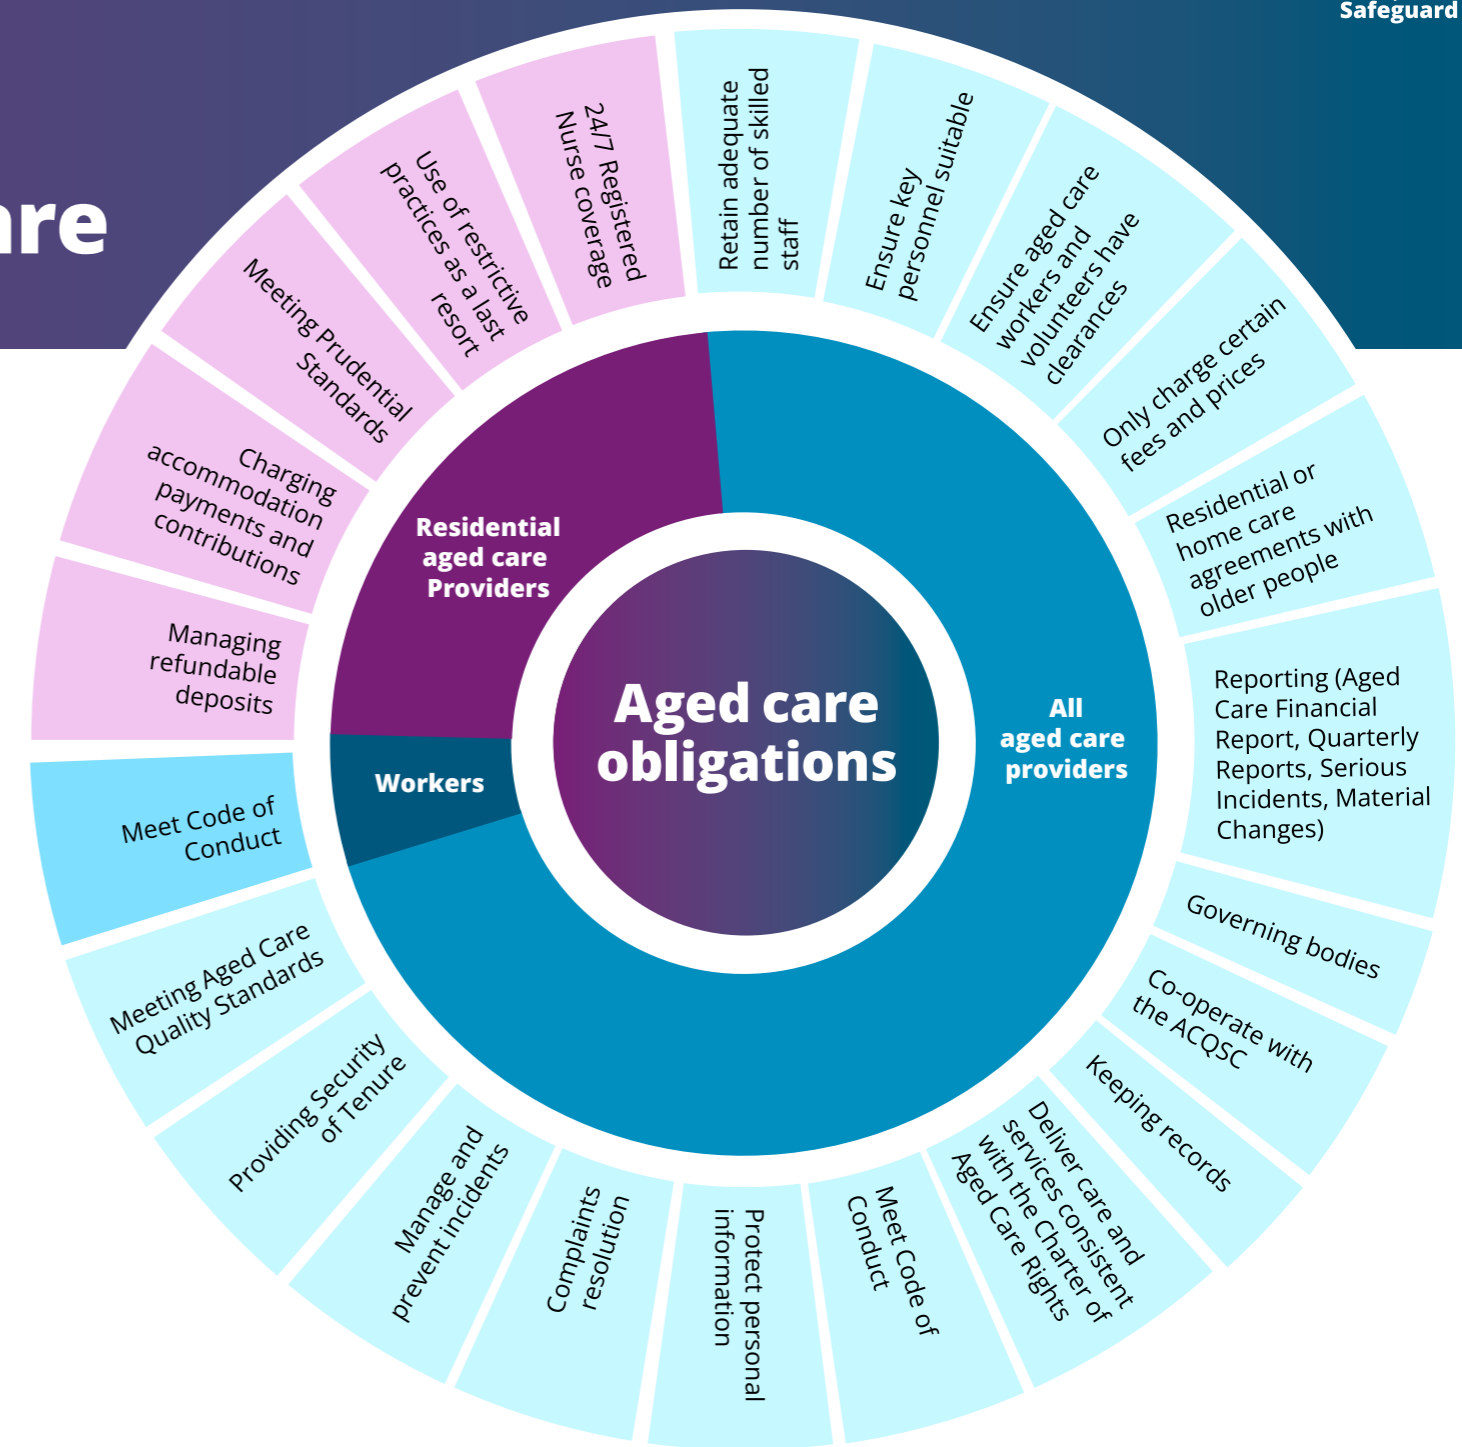 Safeguard
are
Retain adequate
number of skilled
staff
Ensure key
personnel suitable
Ensure aged care
workers and
volunteers have
clearances
Only charge certain
fees and prices
Residential or
home care
agreements with
older people
Reporting (Aged
Care Financial
Report, Quarterly
Reports, Serious
Incidents, Material
Changes)
Governing bodies
Co-operate with
the ACQSC
Keeping records
Deliver care and
services consistent
with the Charter of
Aged Care Rights
Meet Code of
Conduct
Protect personal
information
Complaints
resolution
Manage and
prevent incidents
Providing Security
of Tenure
Meeting Aged Care
Quality Standards
Meet Code of
Conduct
Managing
refundable
deposits
Charging
accommodation
payments and
contributions
Meeting Prudential
Standards
Use of restrictive
practices as a last
resort
24/7 Registered
Nurse coverage
Residential
aged care
Providers
All
aged care
providers
Workers
Aged care
obligations